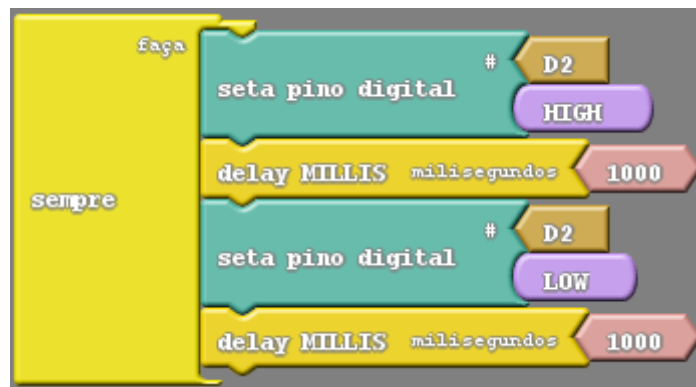 faça
seta pino digital # D2
HIGH
delay MILLIS milisegundos 1000
sempre
seta pino digital # D2
LOW
delay MILLIS milisegundos 1000